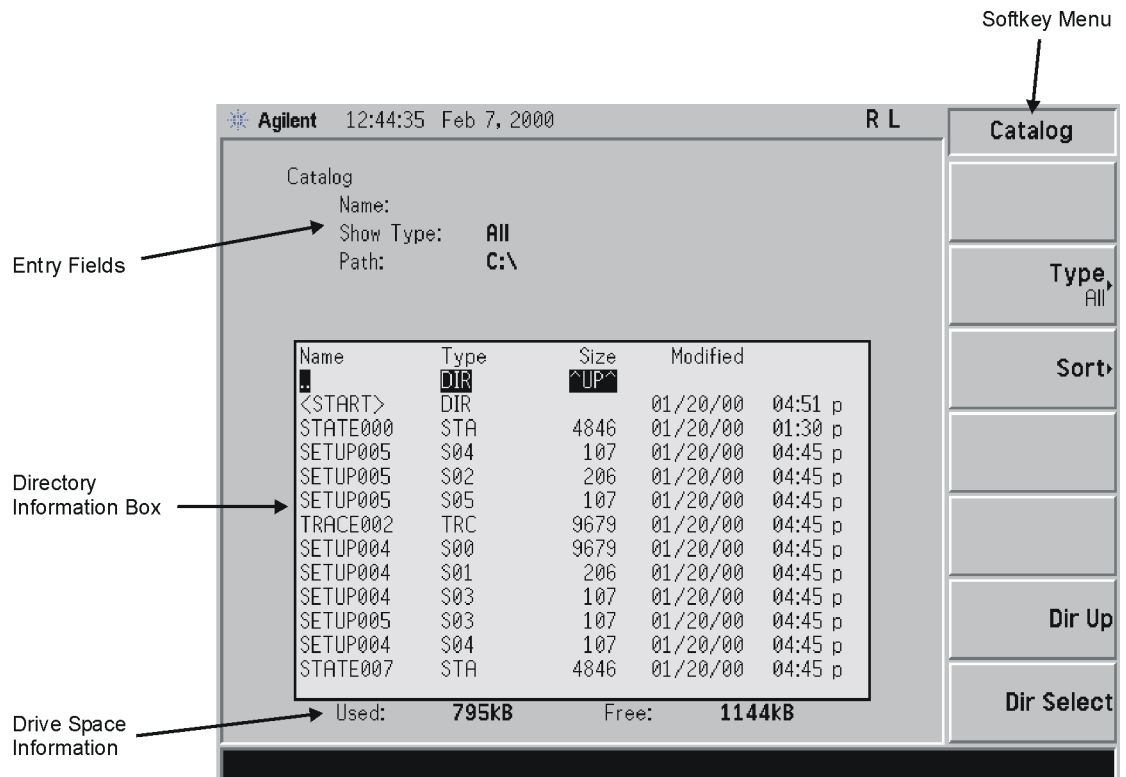 Softkey Menu
Agilent 12:44:35 Feb 7, 2000 R L
Catalog
Catalog
Name:
Show Type: All
Path: C:\
Entry Fields
Type
All
Sort
Name Type Size Modified
.. DIR ^UP^
<START> DIR 01/20/00 04:51 p
STATE000 STA 4846 01/20/00 01:30 p
SETUP005 S04 107 01/20/00 04:45 p
SETUP005 S02 206 01/20/00 04:45 p
SETUP005 S05 107 01/20/00 04:45 p
TRACE002 TRC 9679 01/20/00 04:45 p
SETUP004 S00 9679 01/20/00 04:45 p
SETUP004 S01 206 01/20/00 04:45 p
SETUP004 S03 107 01/20/00 04:45 p
SETUP005 S03 107 01/20/00 04:45 p
SETUP004 S04 107 01/20/00 04:45 p
STATE007 STA 4846 01/20/00 04:45 p
Directory
Information Box
Dir Up
Dir Select
Used: 795kB Free: 1144kB
Drive Space
Information